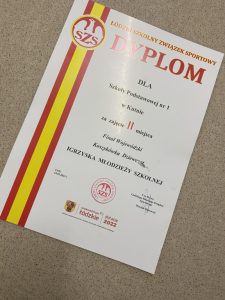 ŁÓDZKI SZKOLNY ZWIĄZEK SPORTOWY
SZS
DYPLOM
DLA
Szkoły Podstawowej nr 1
w Kutnie
za zajęcie II miejsca
Finał Wojewódzki
Koszykówka Dziewcząt
IGRZYSKA MŁODZIEŻY SZKOLNEJ
Łódzkie
2022